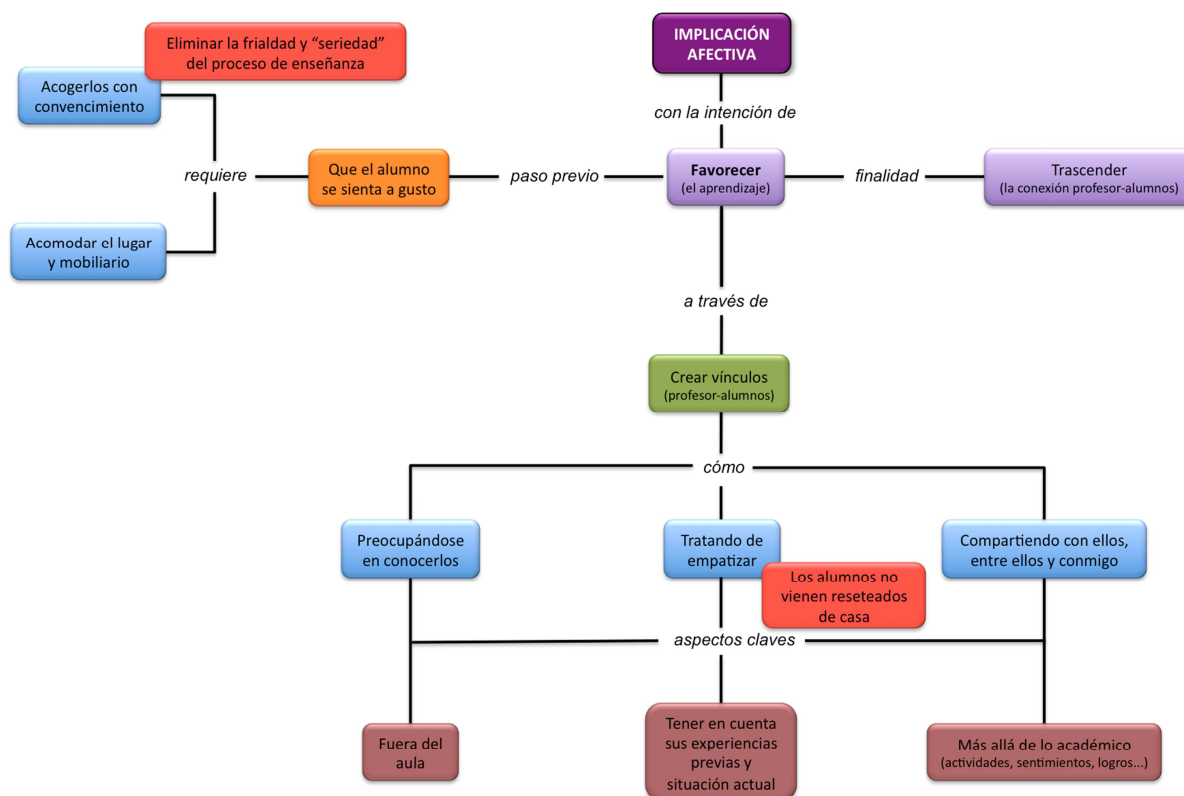 IMPLICACIÓN
AFECTIVA
Eliminar la frialdad y “seriedad”
del proceso de enseñanza
Acogerlos con
convencimiento
con la intención de
requiere
Que el alumno
se sienta a gusto
paso previo
Favorecer
(el aprendizaje)
finalidad
Trascender
(la conexión profesor-alumnos)
Acomodar el lugar
y mobiliario
a través de
Crear vínculos
(profesor-alumnos)
cómo
Preocupándose
en conocerlos
Tratando de
empatizar
Compartiendo con ellos,
entre ellos y conmigo
Los alumnos no
vienen reseteados
de casa
aspectos claves
Fuera del
aula
Tener en cuenta
sus experiencias
previas y
situación actual
Más allá de lo académico
(actividades, sentimientos, logros...)